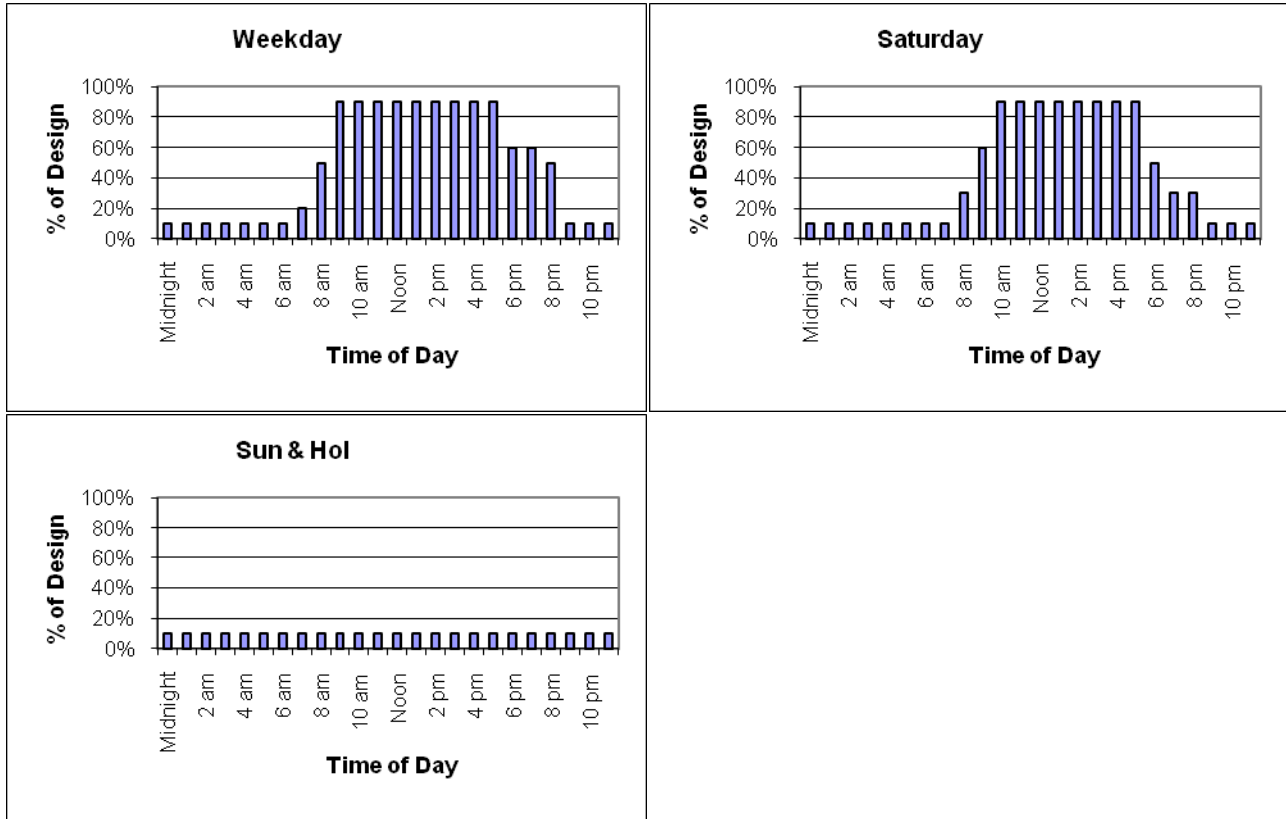 Weekday
100%
80%
60%
40%
20%
0%
% of Design
Midnight
2 am
4 am
6 am
8 am
10 am
Noon
2 pm
4 pm
6 pm
8 pm
10 pm
Time of Day
Saturday
100%
80%
60%
40%
20%
0%
% of Design
Midnight
2 am
4 am
6 am
8 am
10 am
Noon
2 pm
4 pm
6 pm
8 pm
10 pm
Time of Day
Sun & Hol
100%
80%
60%
40%
20%
0%
% of Design
Midnight
2 am
4 am
6 am
8 am
10 am
Noon
2 pm
4 pm
6 pm
8 pm
10 pm
Time of Day